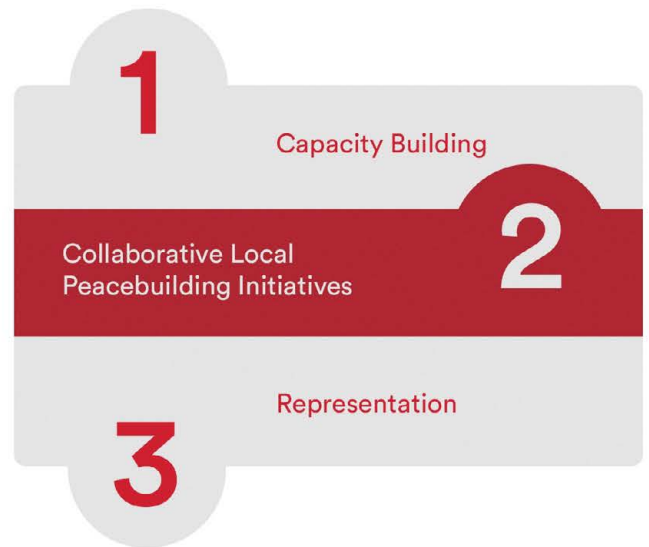 1
Capacity Building
2
Collaborative Local
Peacebuilding Initiatives
Representation
3